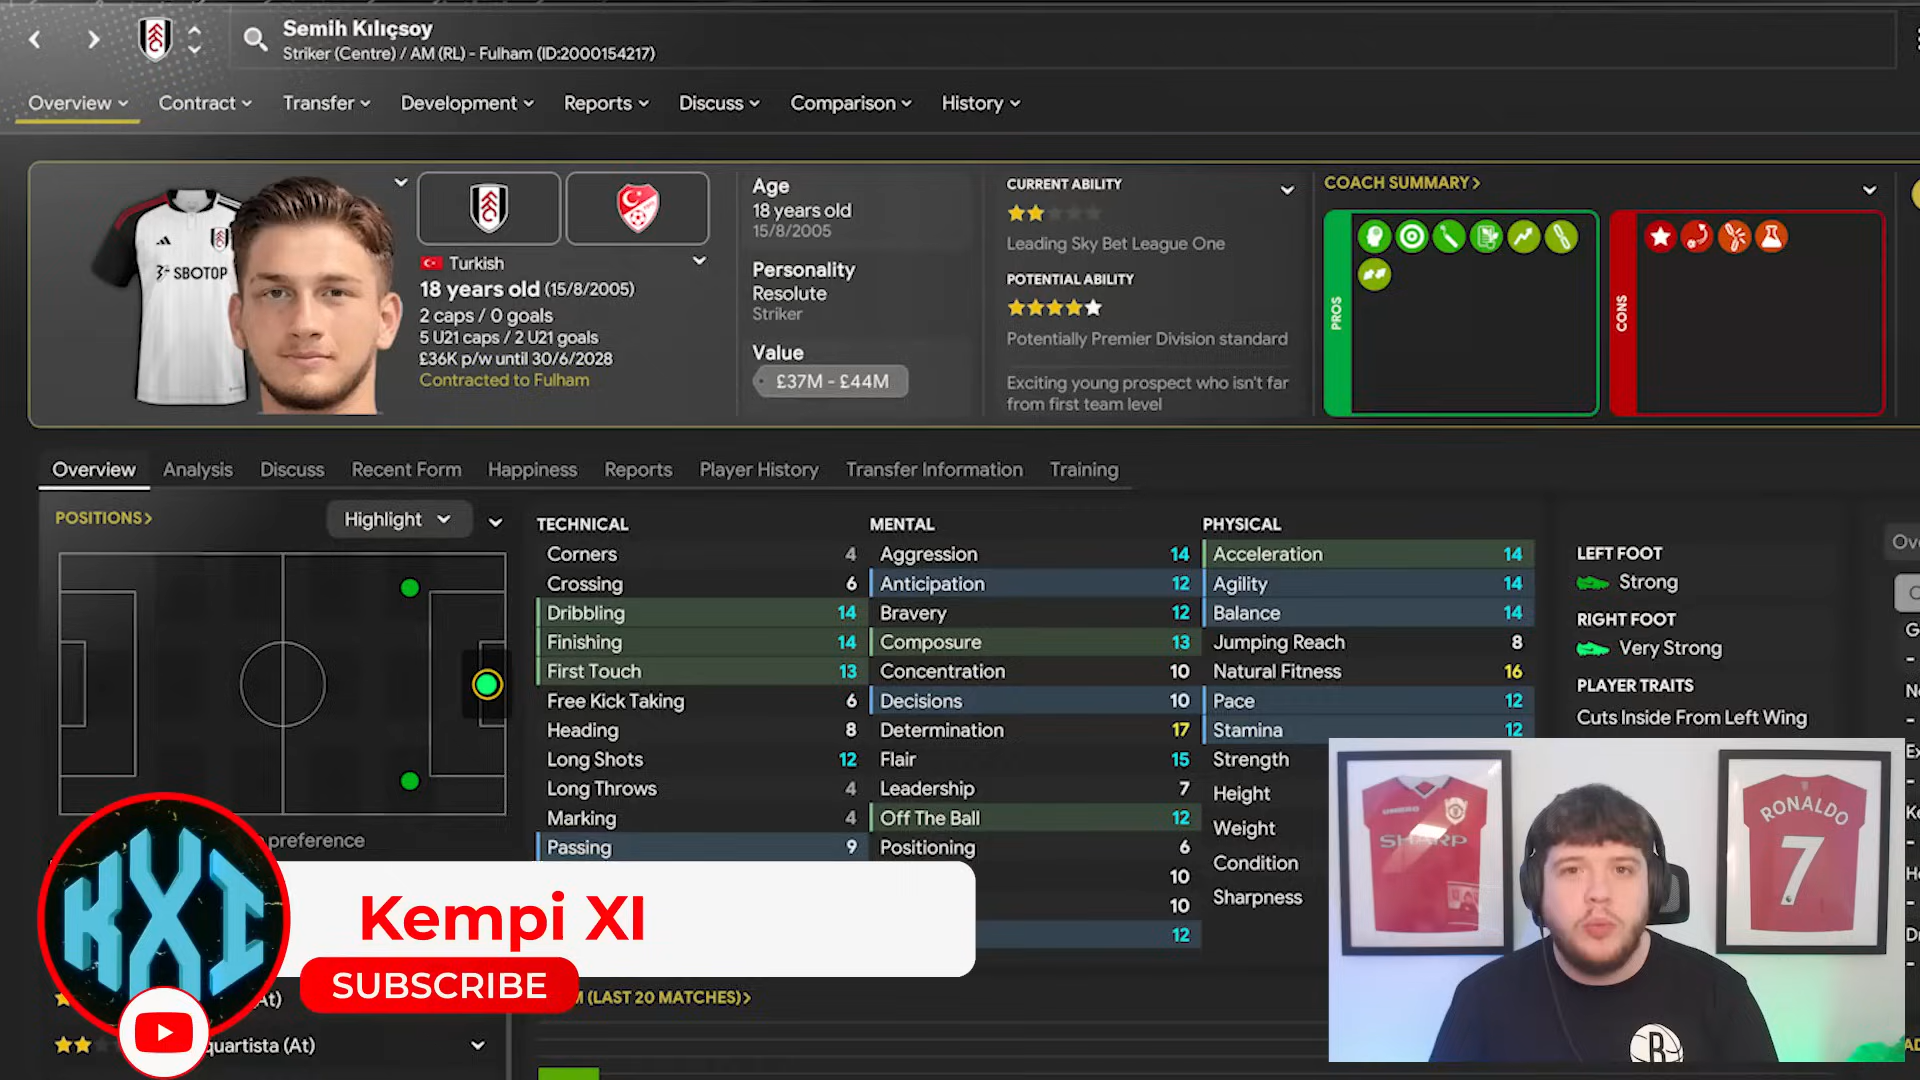 Semih Kılıçsoy
Striker (Centre) / AM (RL) - Fulham (ID:2000154217)
Overview
Contract
Transfer
Development
Reports
Discuss
Comparison
History
SBOTOP
Turkish
18 years old (15/8/2005)
2 caps / 0 goals
5 U21 caps / 2 U21 goals
£36K p/w until 30/6/2028
Contracted to Fulham
Age
18 years old
15/8/2005
Personality
Resolute
Striker
Value
£37M - £44M
CURRENT ABILITY
Leading Sky Bet League One
POTENTIAL ABILITY
Potentially Premier Division standard
Exciting young prospect who isn't far
from first team level
COACH SUMMARY>
PROS
CONS
Overview
Analysis
Discuss
Recent Form
Happiness
Reports
Player History
Transfer Information
Training
POSITIONS>
Highlight
preference
TECHNICAL
Corners 4
Crossing 6
Dribbling 14
Finishing 14
First Touch 13
Free Kick Taking 6
Heading 8
Long Shots 12
Long Throws 4
Marking 4
Passing 9
MENTAL
Aggression 14
Anticipation 12
Bravery 12
Composure 13
Concentration 10
Decisions 10
Determination 17
Flair 15
Leadership 7
Off The Ball 12
Positioning 6
10
10
12
PHYSICAL
Acceleration 14
Agility 14
Balance 14
Jumping Reach 8
Natural Fitness 16
Pace 12
Stamina 12
Strength
Height
Weight
Condition
Sharpness
LEFT FOOT
Strong
RIGHT FOOT
Very Strong
PLAYER TRAITS
Cuts Inside From Left Wing
KXI
Kempi XI
SUBSCRIBE
(LAST 20 MATCHES)>
(At)
quartista (At)
UMBRO
SHARP
RONALDO
7
B